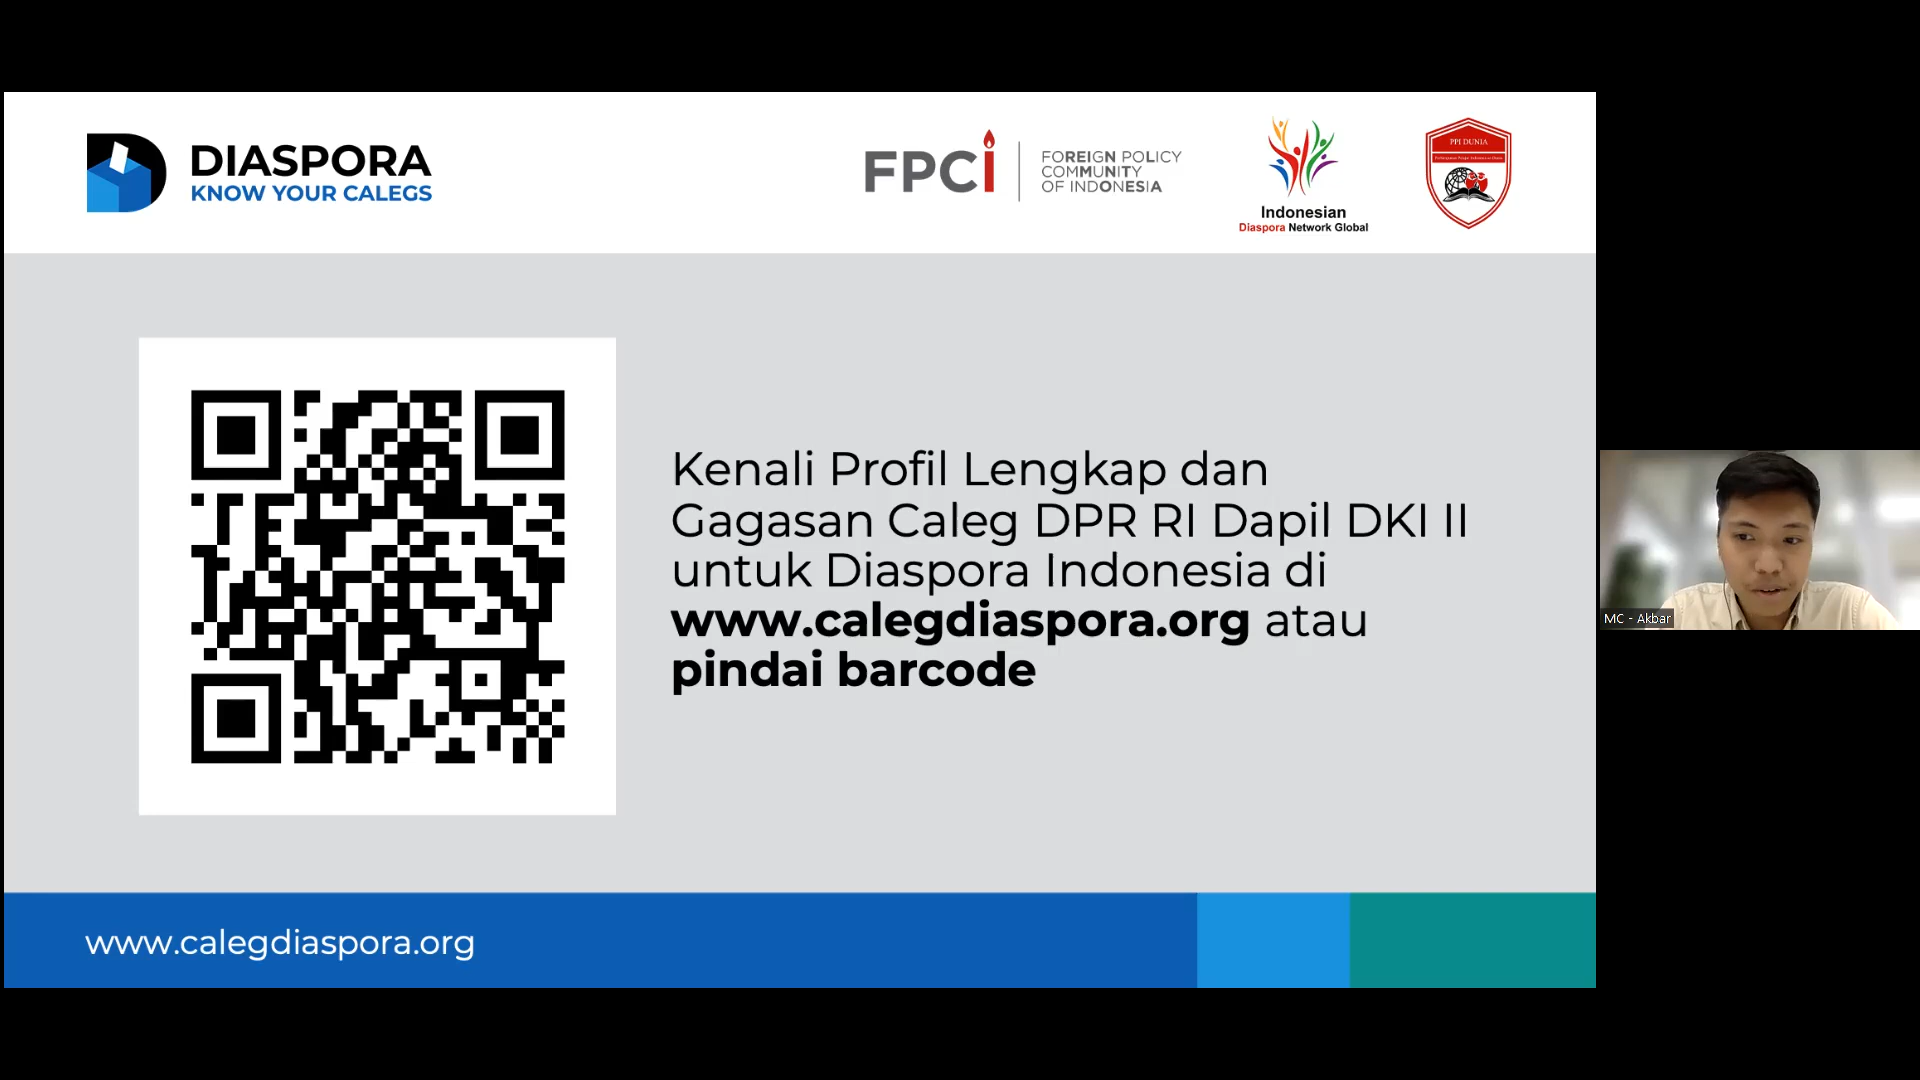 DIASPORA
KNOW YOUR CALEGS
FPCi
FOREIGN POLICY
COMMUNITY
OF INDONESIA
Indonesian
Diaspora Network Global
PPI DUNIA
Kenali Profil Lengkap dan
Gagasan Caleg DPR RI Dapil DKI II
untuk Diaspora Indonesia di
www.calegdiaspora.org atau
pindai barcode
MC - Akbar
www.calegdiaspora.org